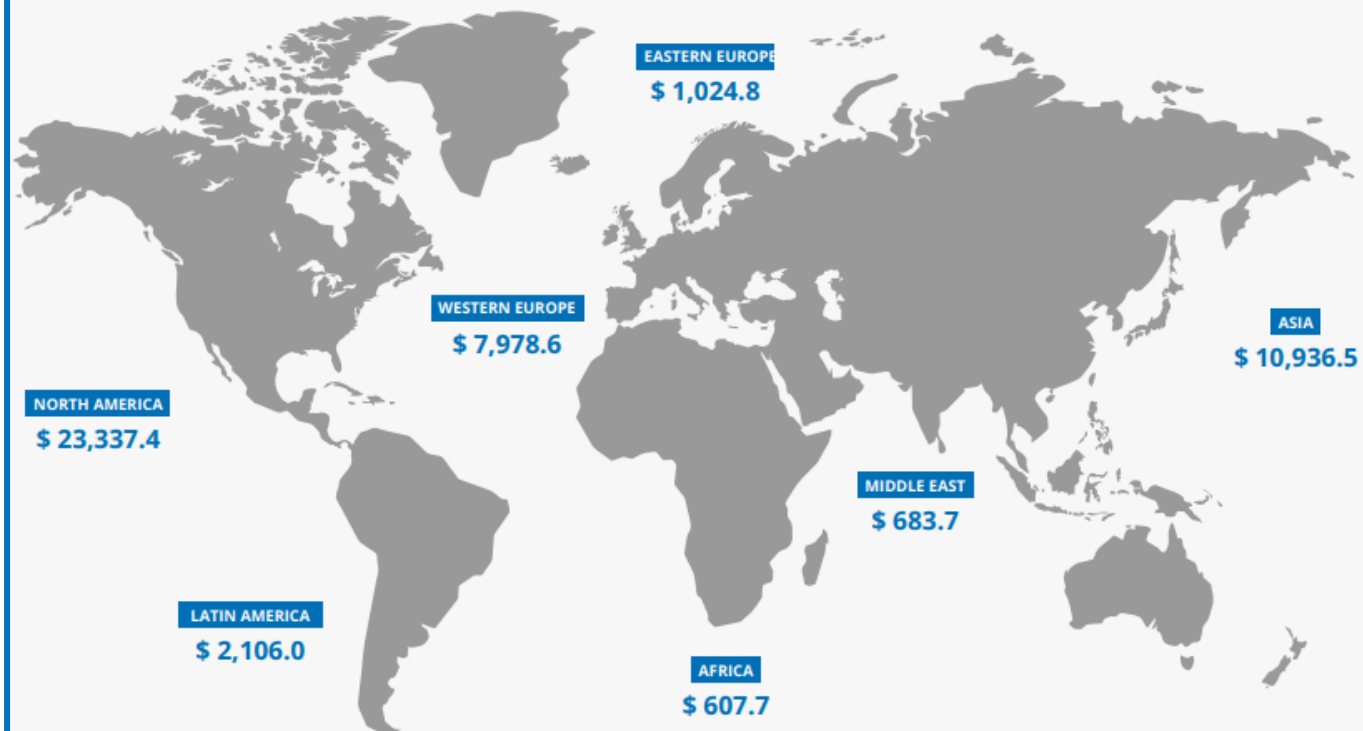 EASTERN EUROPE
$ 1,024.8
WESTERN EUROPE
$ 7,978.6
ASIA
$ 10,936.5
NORTH AMERICA
$ 23,337.4
MIDDLE EAST
$ 683.7
LATIN AMERICA
$ 2,106.0
AFRICA
$ 607.7